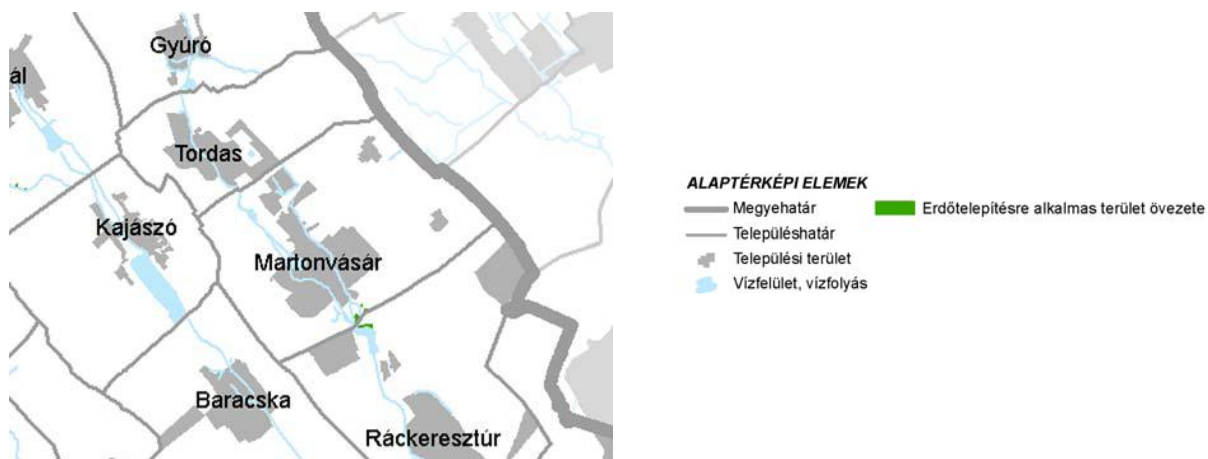 Gyúró
ál
Tordas
Kajászó
Martonvásár
Baracska
Ráckeresztúr
ALAPTÉRKÉPI ELEMEK
Megyehatár
Településhatár
Települési terület
Vízfelület, vízfolyás
Erdőtelepítésre alkalmas terület övezete